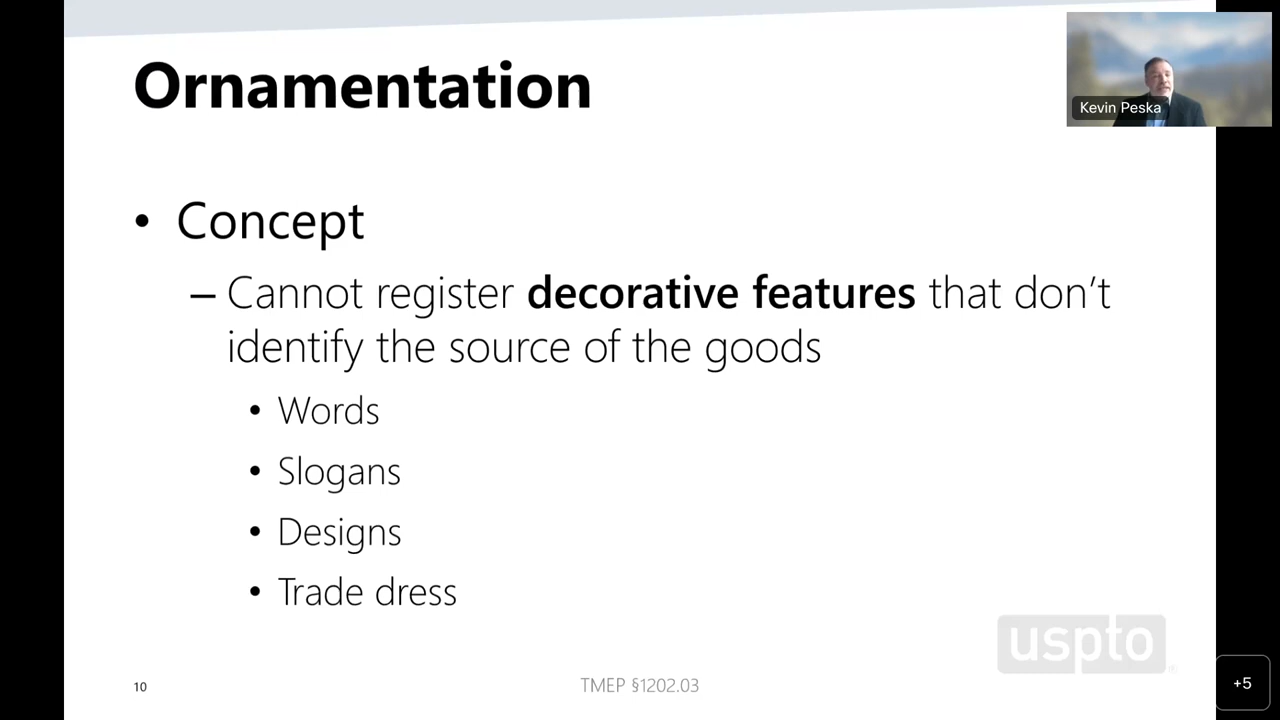 Ornamentation
Kevin Peska
• Concept
– Cannot register decorative features that don't
identify the source of the goods
• Words
• Slogans
• Designs
• Trade dress
uspto®
10
TMEP §1202.03
+5